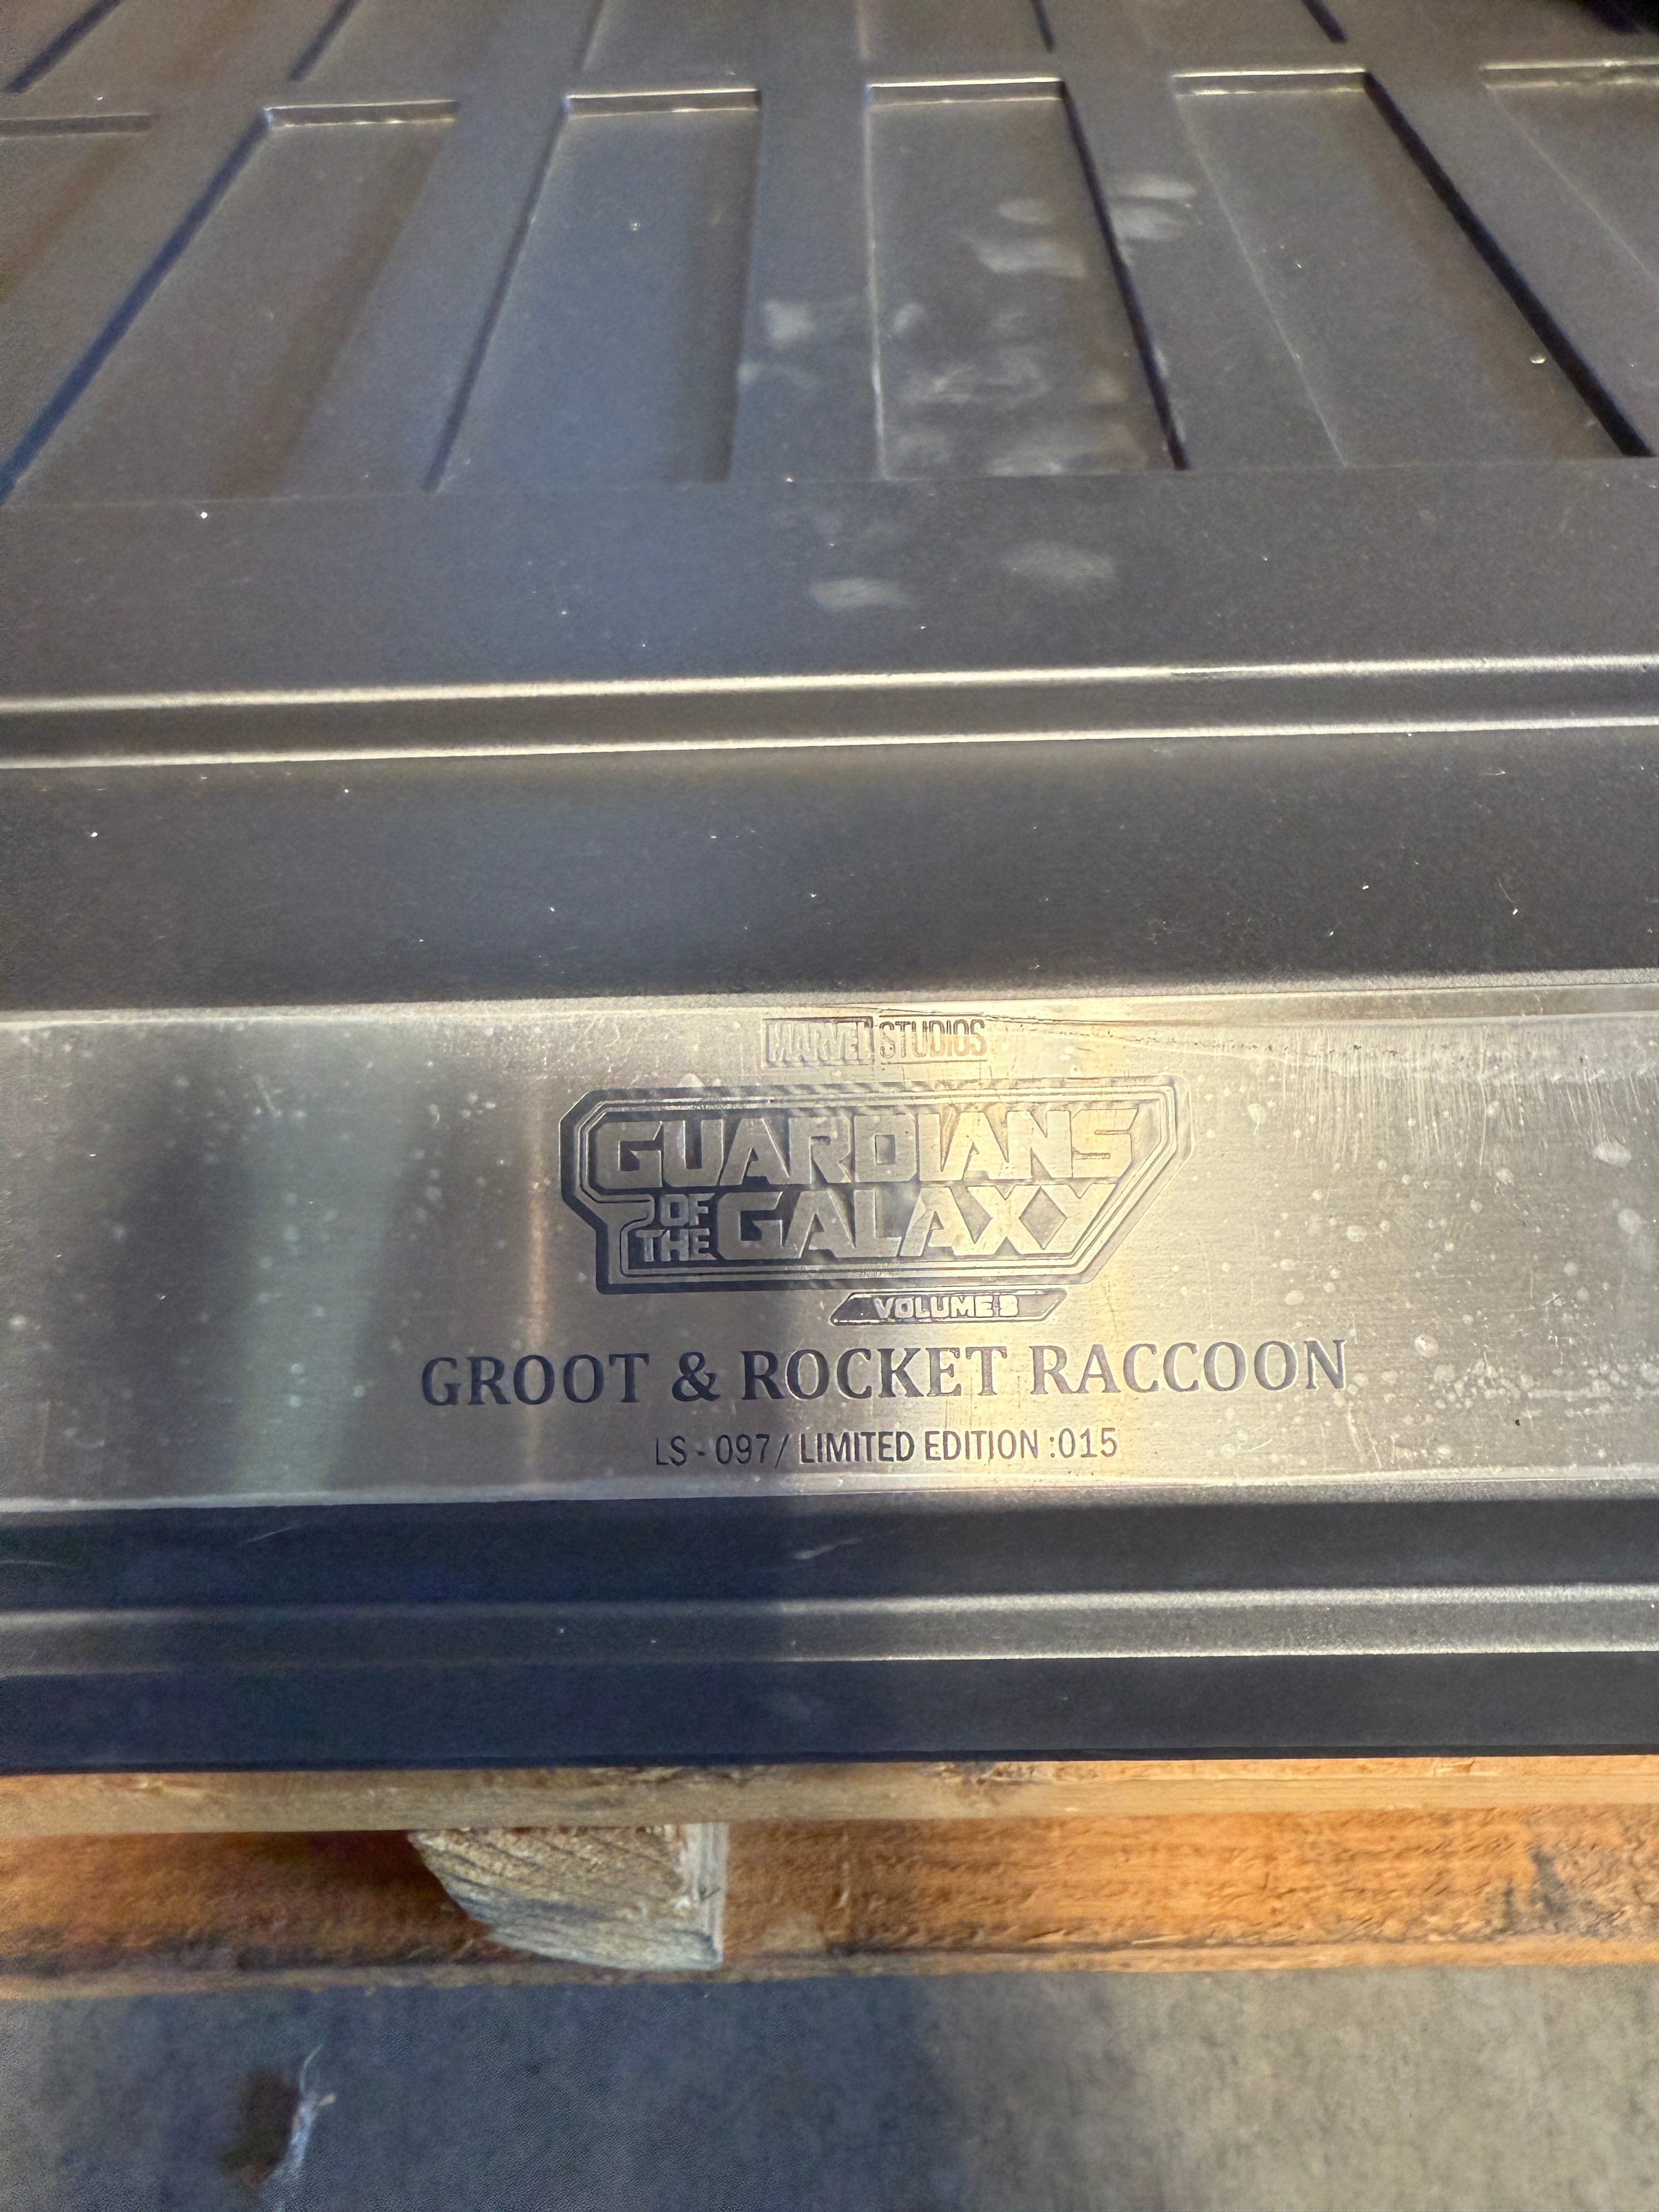 MARVEL STUDIOS
GUARDIANS
OF THE GALAXY
VOLUME 3
GROOT & ROCKET RACCOON
LS - 097 / LIMITED EDITION :015